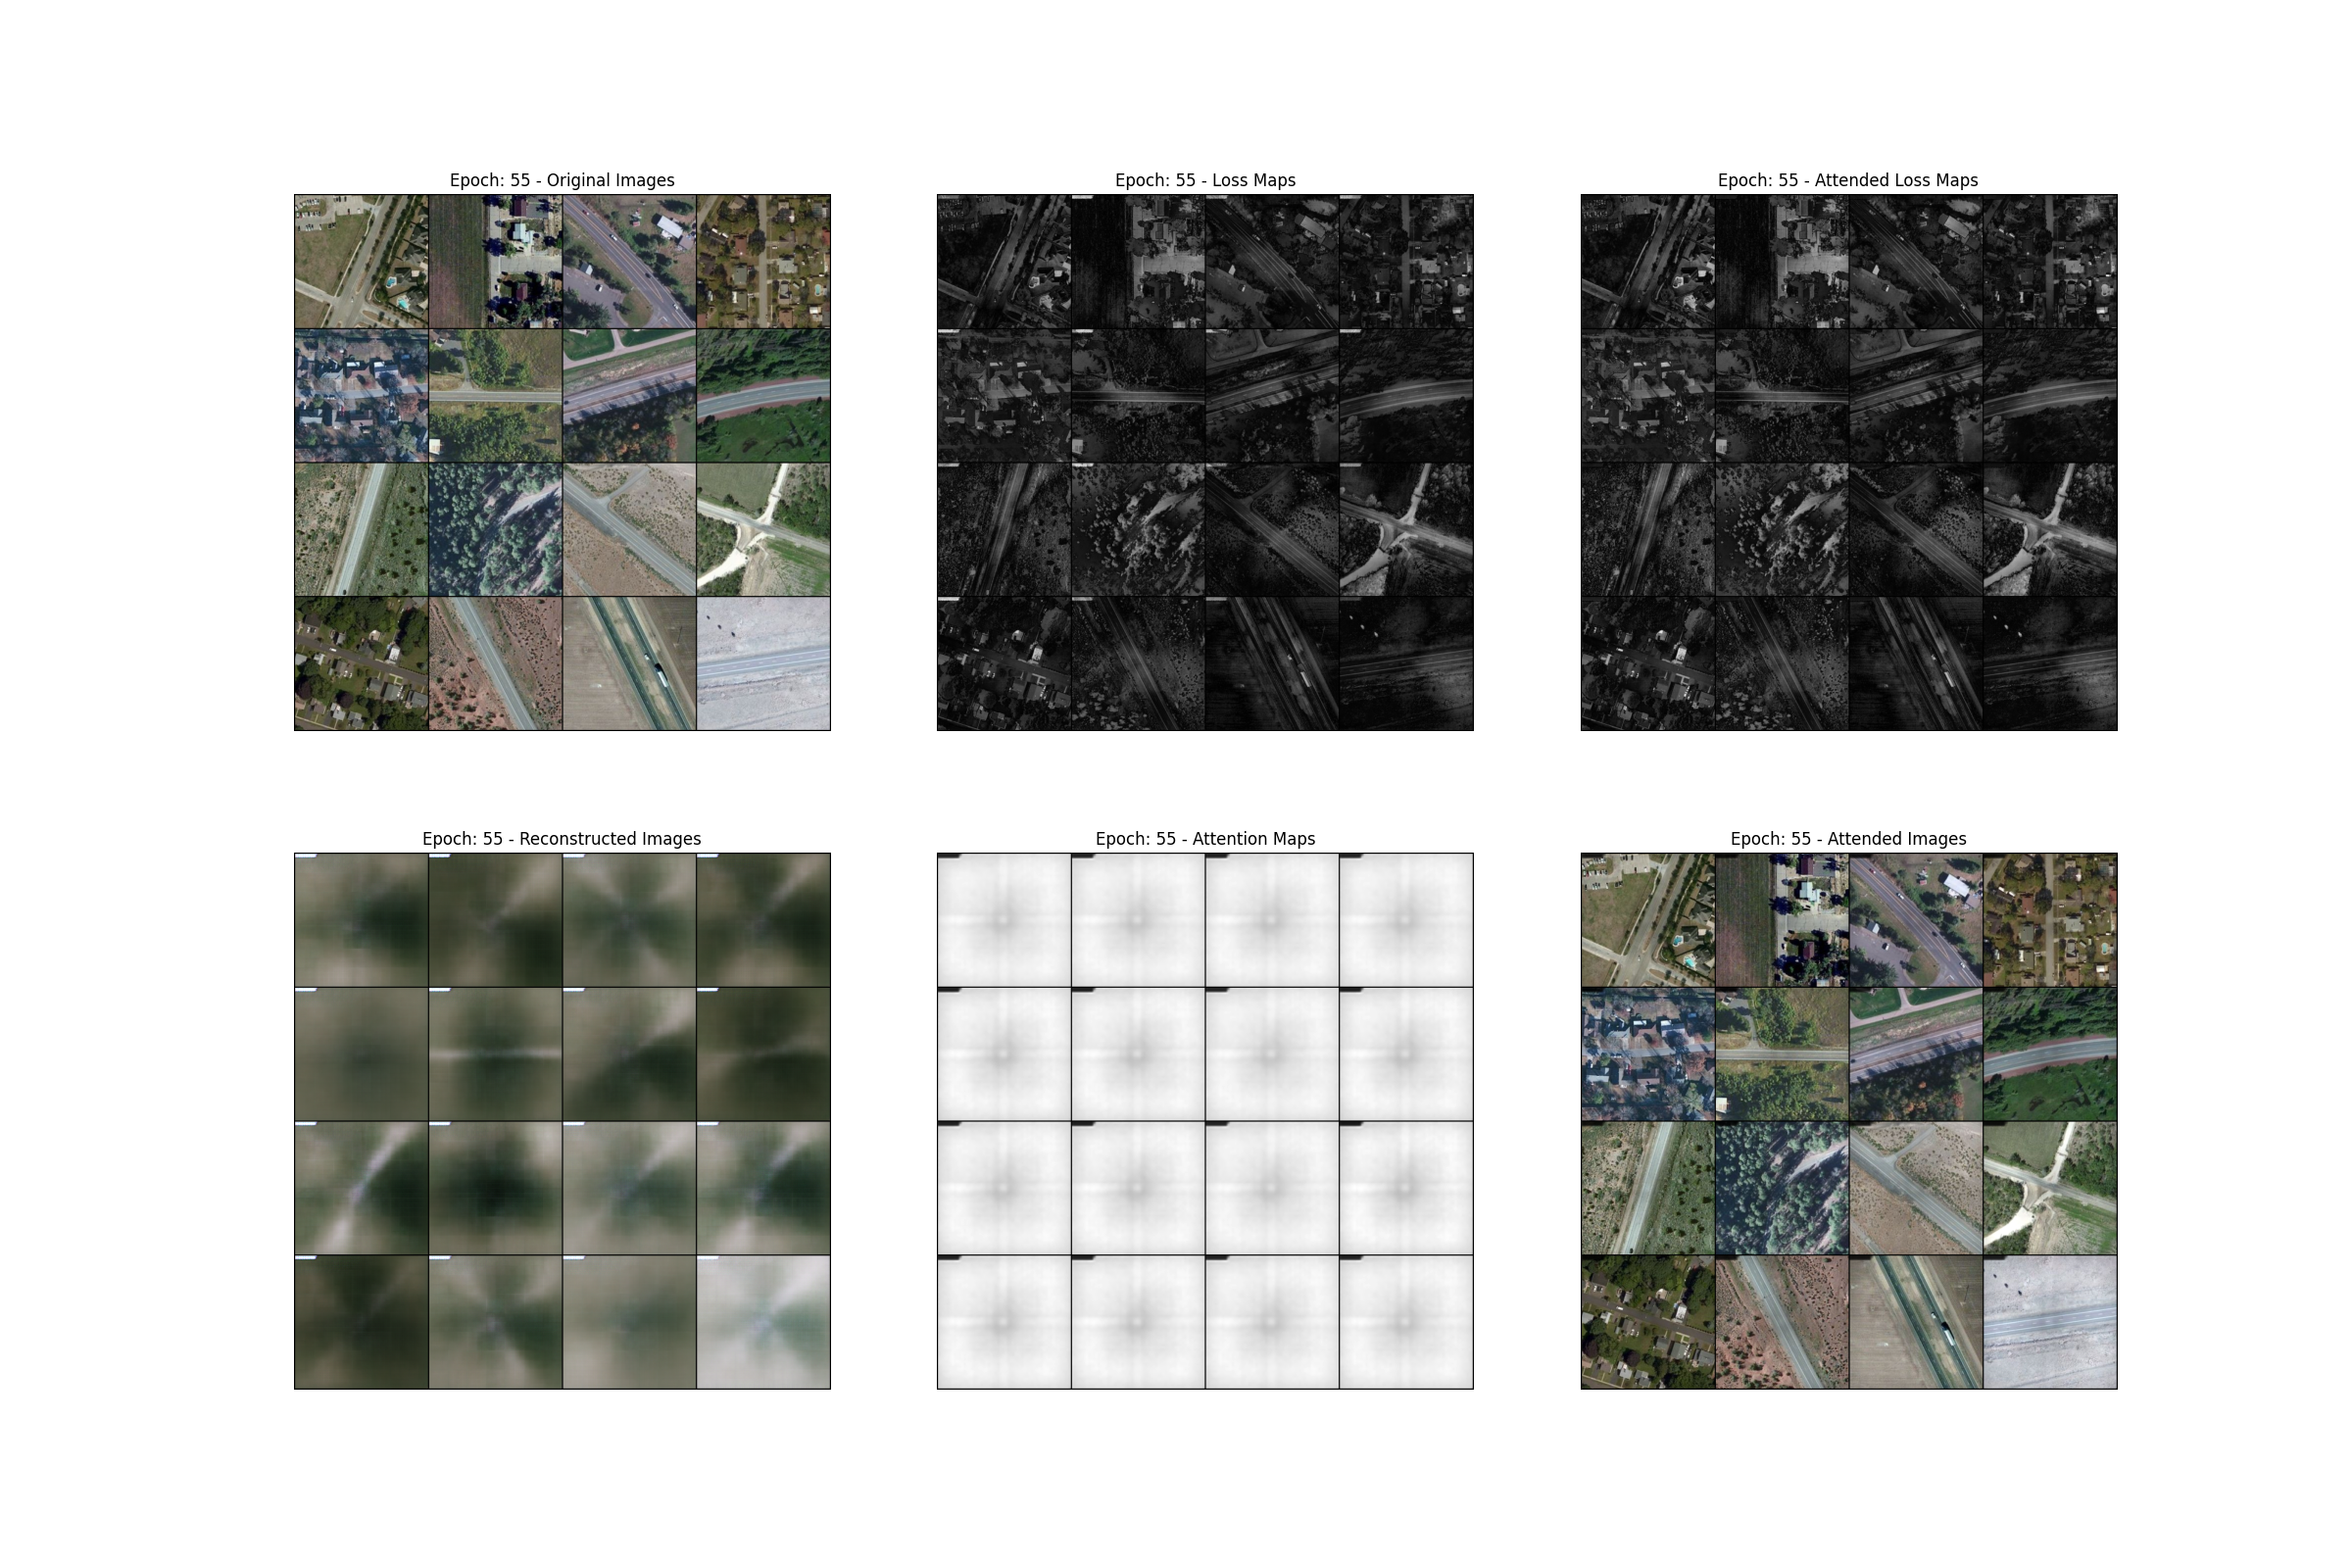 Epoch: 55 - Original Images
Epoch: 55 - Loss Maps
Epoch: 55 - Attended Loss Maps
Epoch: 55 - Reconstructed Images
Epoch: 55 - Attention Maps
Epoch: 55 - Attended Images